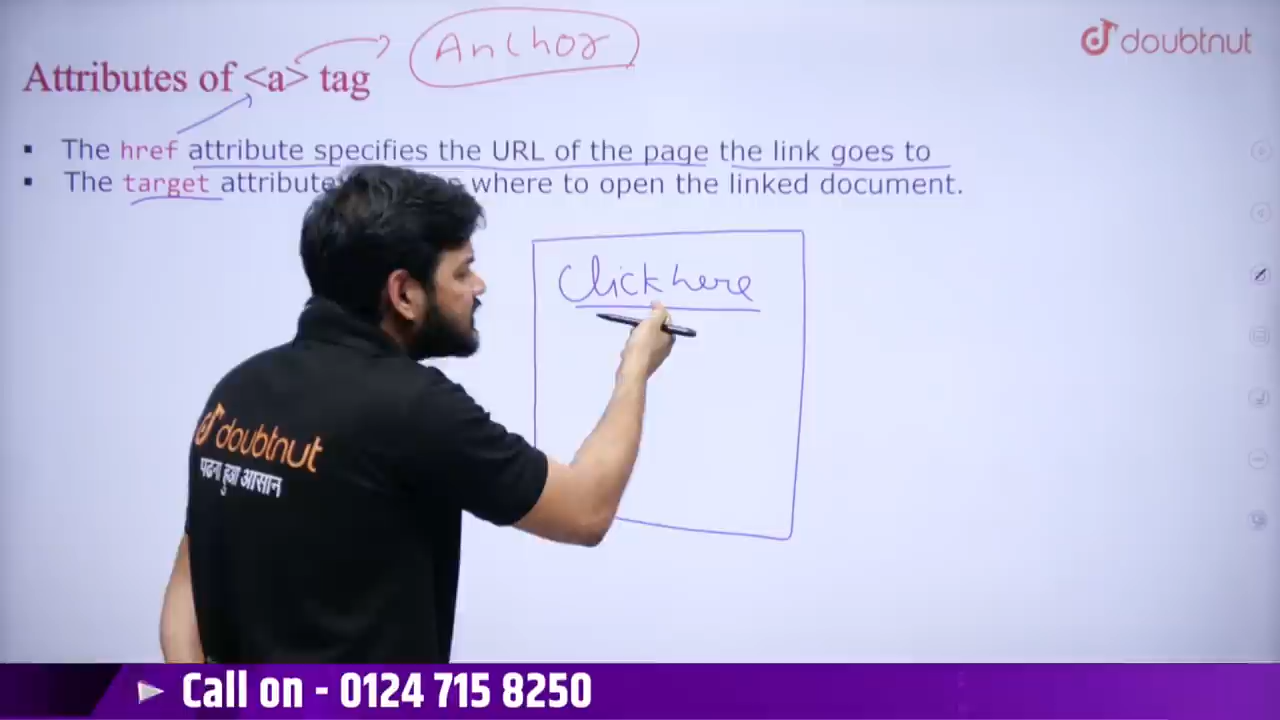 Anchor
doubtnut
Attributes of <a> tag
▪ The href attribute specifies the URL of the page the link goes to
▪ The target attribute where to open the linked document.
Click here
doubtnut
पढना हुआ आसान
Call on - 0124 715 8250